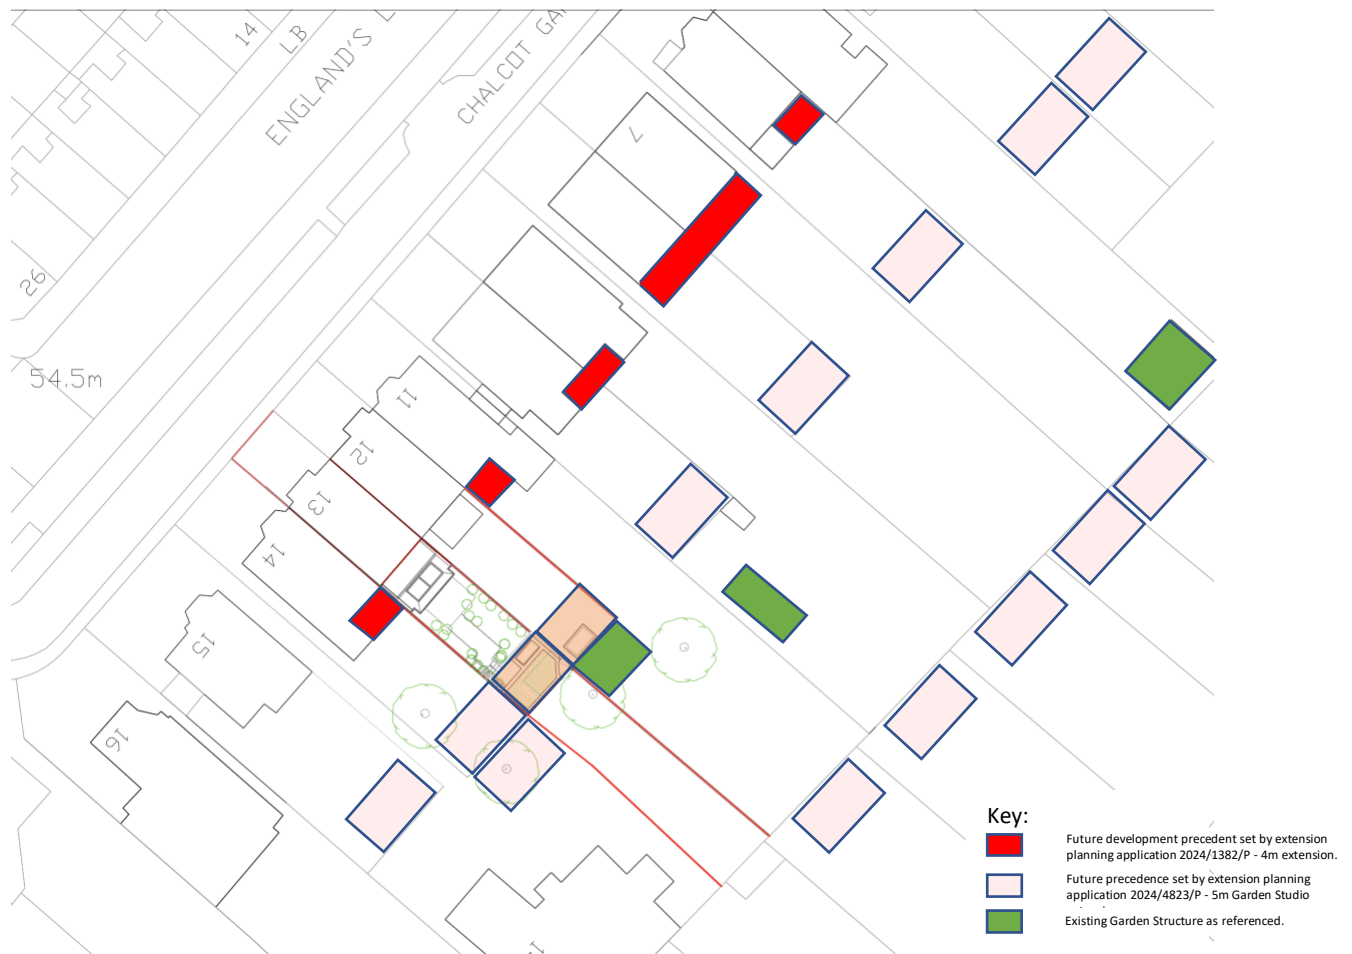 14
LB
ENGLAND'S
CHALCOT
7
26
54.5m
11
12
13
14
15
16
Key:
Future development precedent set by extension
planning application 2024/1382/P - 4m extension.
Future precedence set by extension planning
application 2024/4823/P - 5m Garden Studio
Existing Garden Structure as referenced.